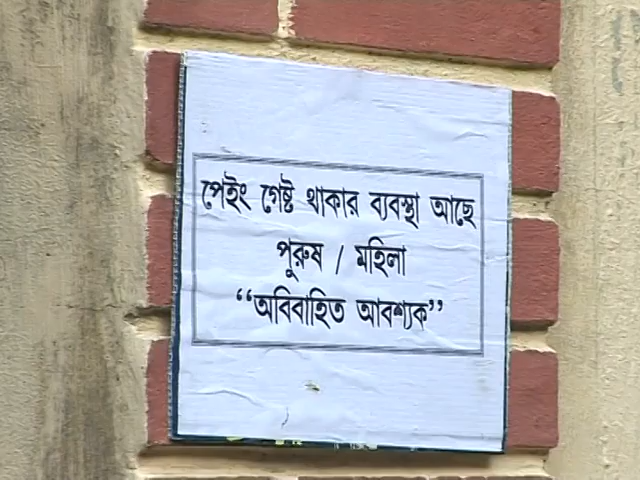 পেইং গেষ্ট থাকার ব্যবস্থা আছে
পুরুষ / মহিলা
“অবিবাহিত আবশ্যক”